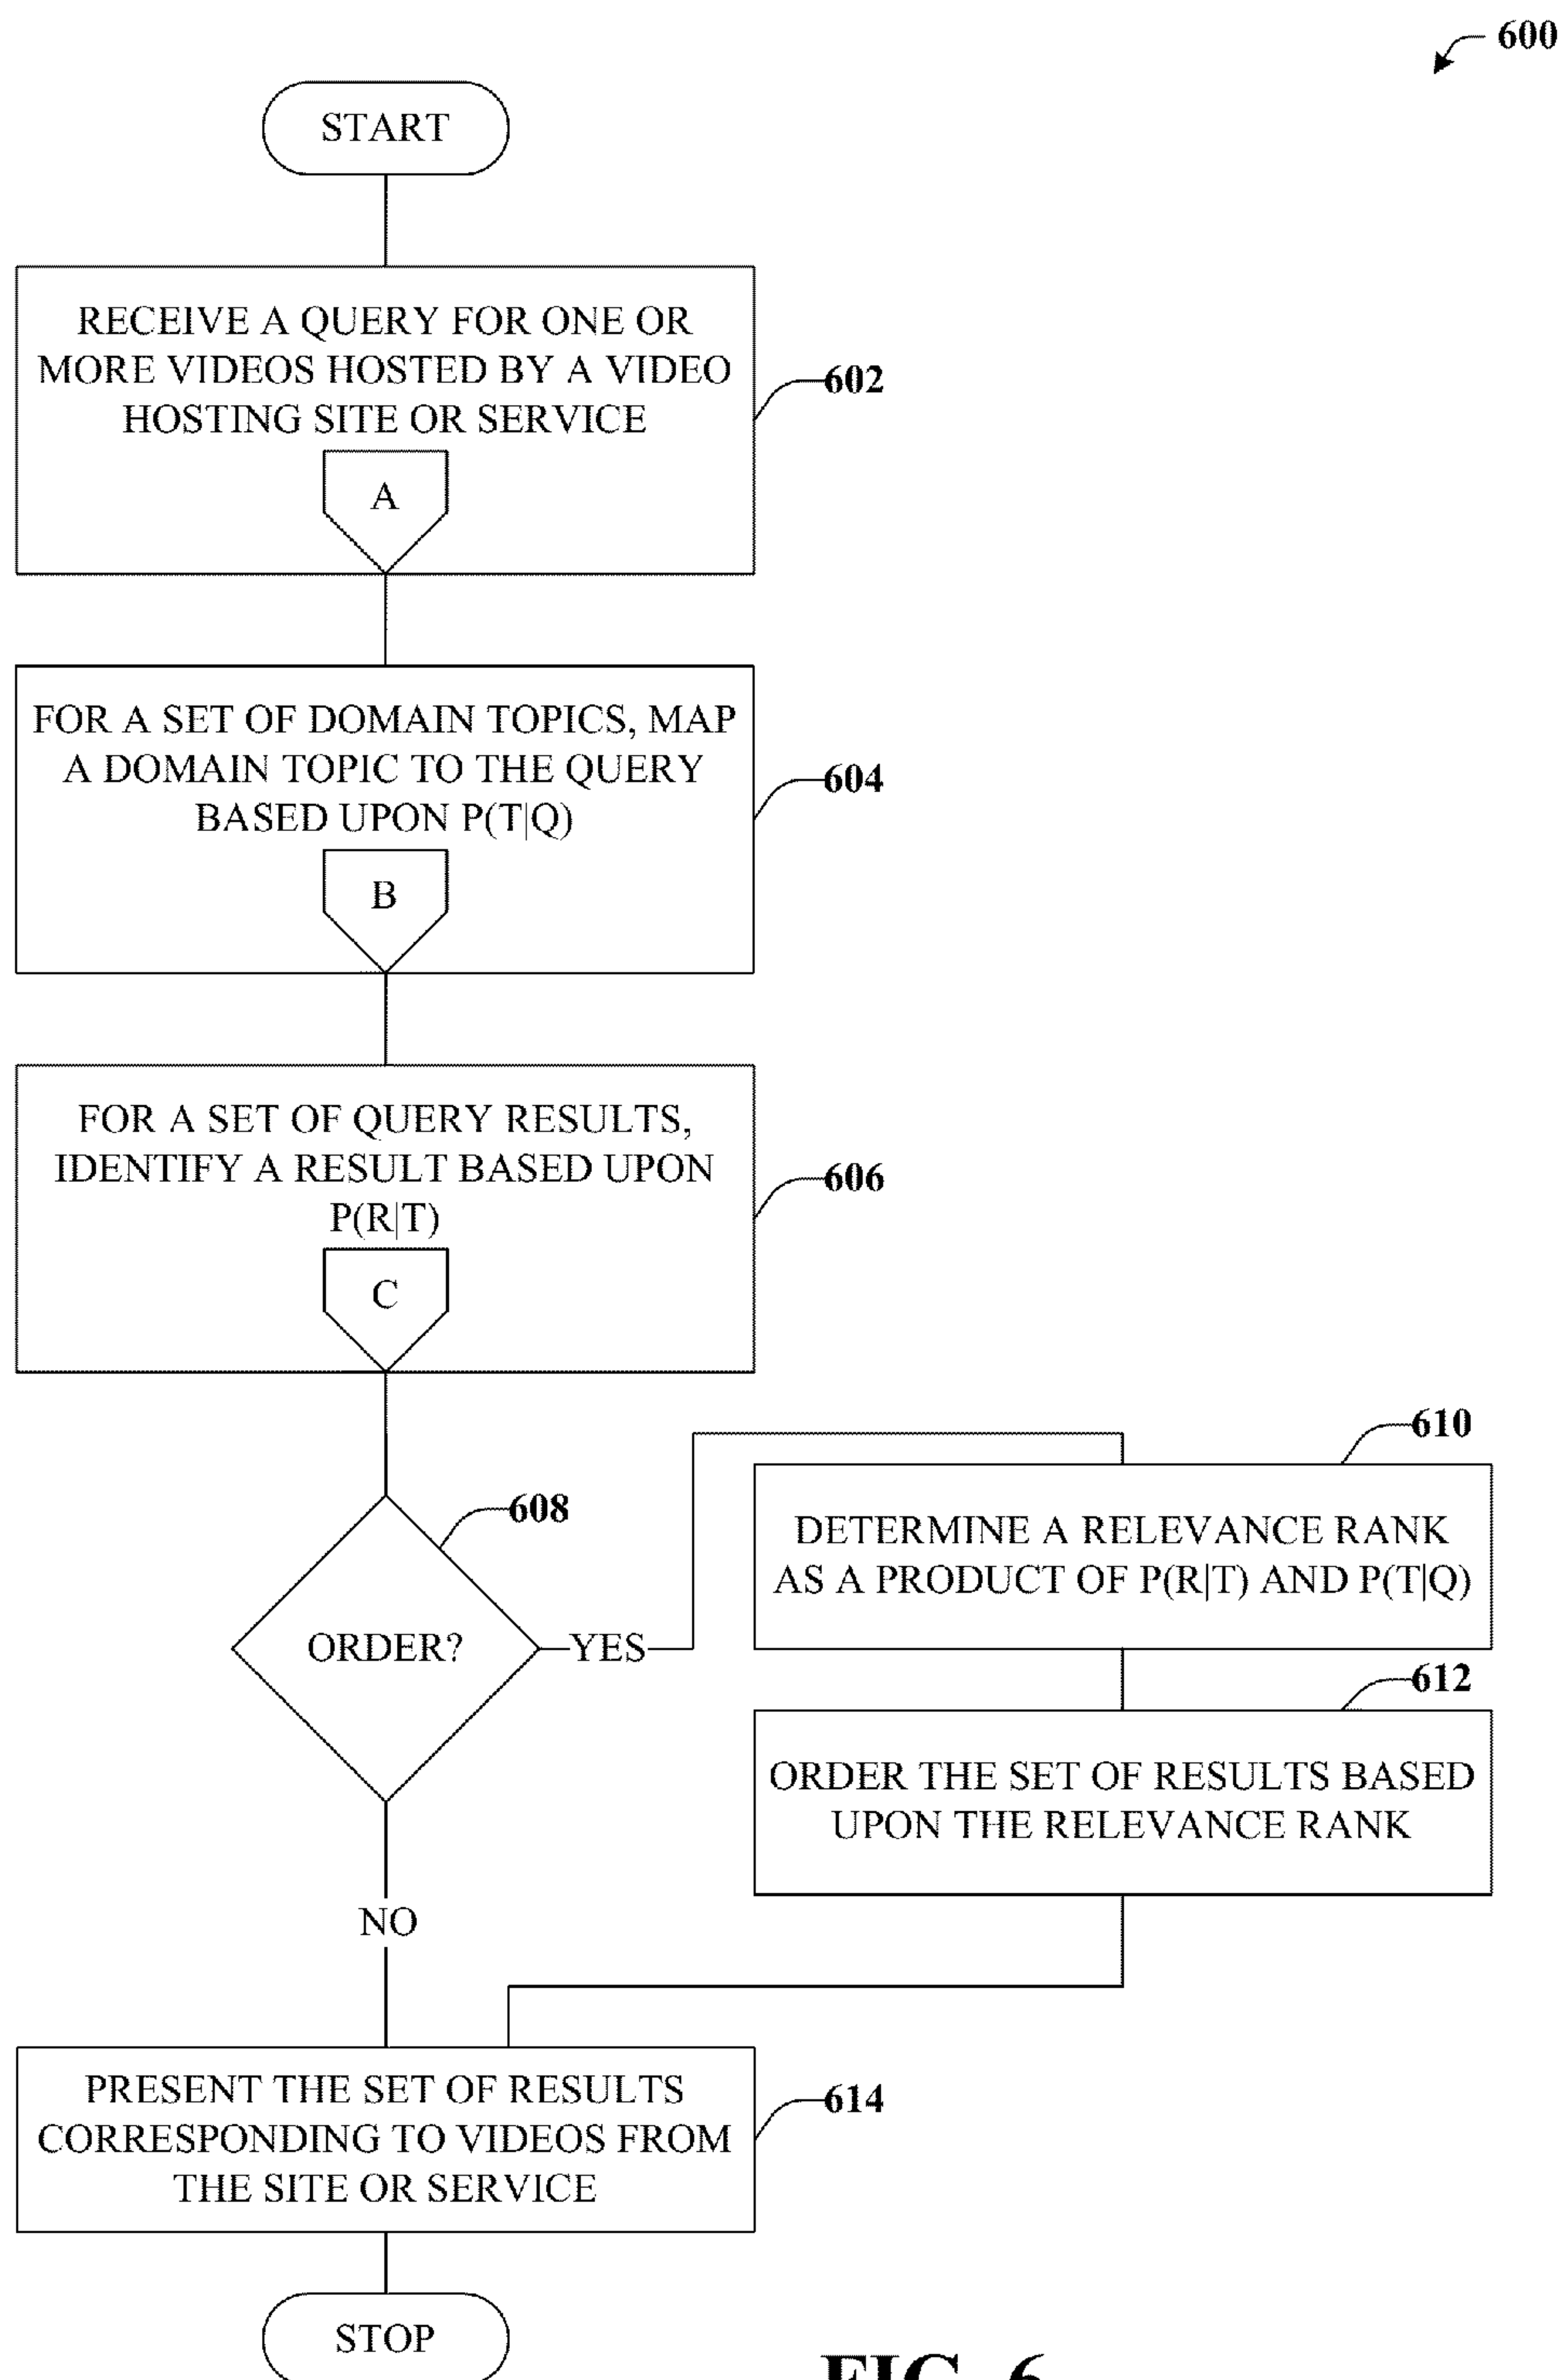 600
START
RECEIVE A QUERY FOR ONE OR
MORE VIDEOS HOSTED BY A VIDEO
HOSTING SITE OR SERVICE
A
602
FOR A SET OF DOMAIN TOPICS, MAP
A DOMAIN TOPIC TO THE QUERY
BASED UPON P(T|Q)
B
604
FOR A SET OF QUERY RESULTS,
IDENTIFY A RESULT BASED UPON
P(R|T)
C
606
608
ORDER?
YES
610
DETERMINE A RELEVANCE RANK
AS A PRODUCT OF P(R|T) AND P(T|Q)
612
ORDER THE SET OF RESULTS BASED
UPON THE RELEVANCE RANK
NO
PRESENT THE SET OF RESULTS
CORRESPONDING TO VIDEOS FROM
THE SITE OR SERVICE
614
STOP
FIG. 6